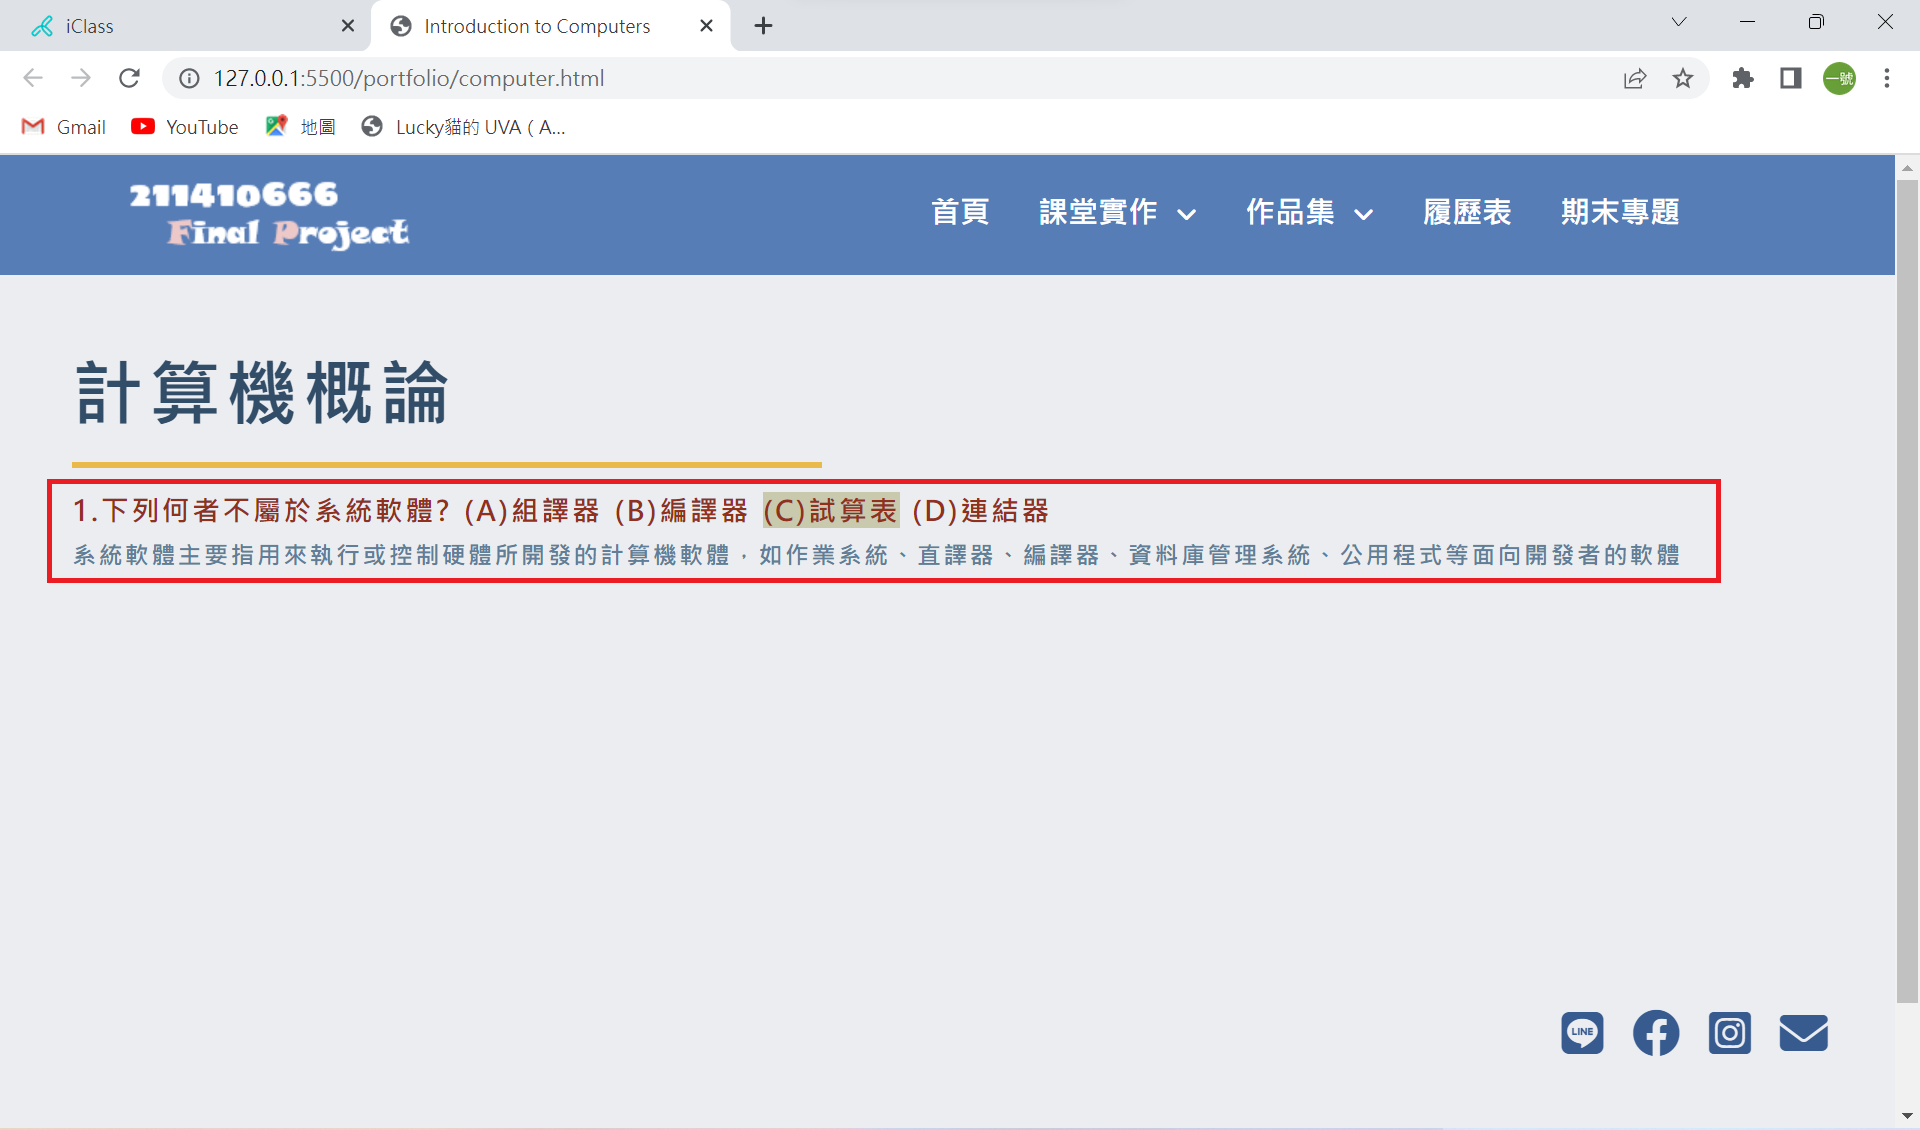 iClass
Introduction to Computers
127.0.0.1:5500/portfolio/computer.html
一號
Gmail
YouTube
地圖
Lucky貓的 UVA ( A...
211410666
Final Project
首頁
課堂實作
作品集
履歷表
期末專題
計算機概論
1.下列何者不屬於系統軟體? (A)組譯器 (B)編譯器 (C)試算表 (D)連結器
系統軟體主要指用來執行或控制硬體所開發的計算機軟體，如作業系統、直譯器、編譯器、資料庫管理系統、公用程式等面向開發者的軟體
LINE